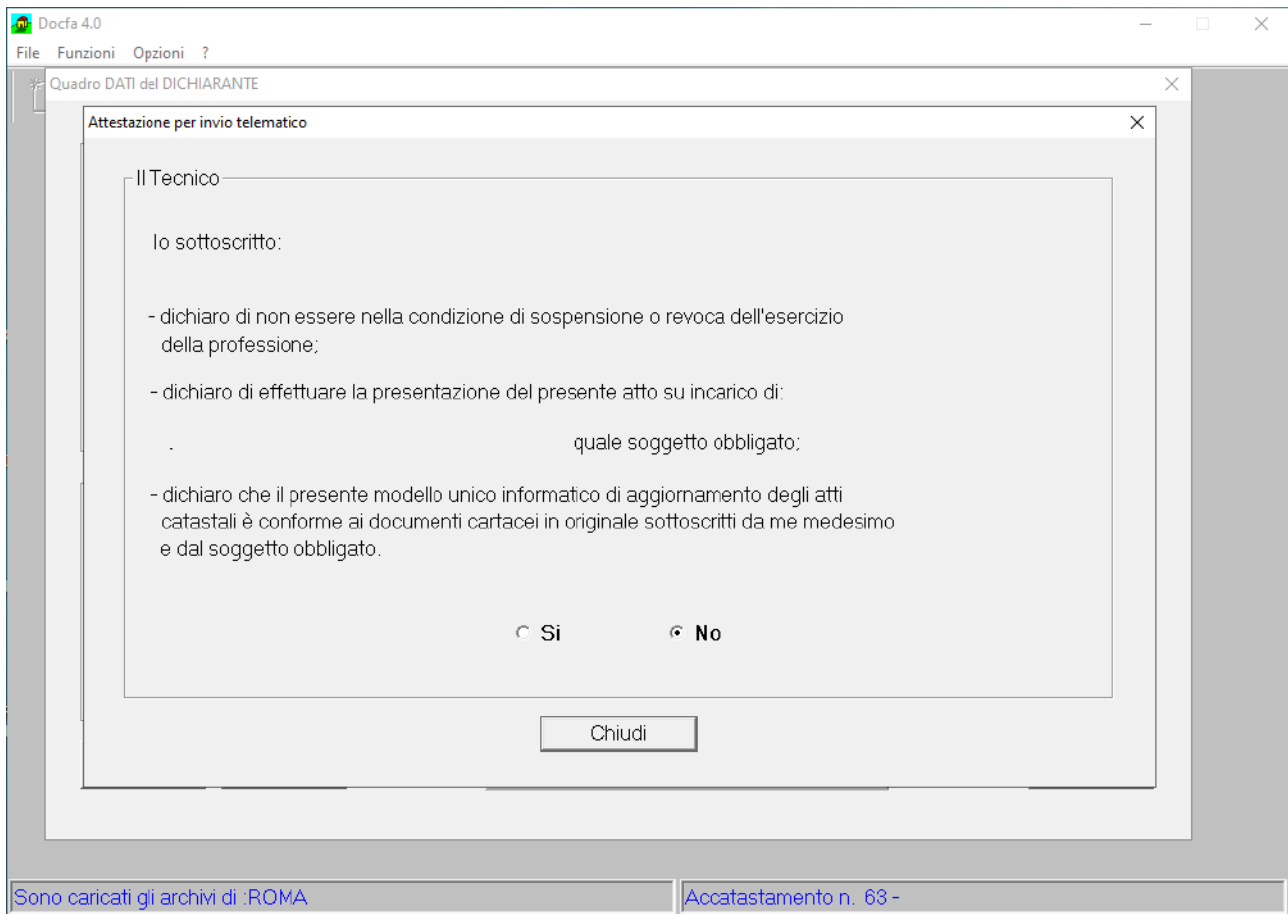 Docfa 4.0
File Funzioni Opzioni ?
Quadro DATI del DICHIARANTE
Attestazione per invio telematico
Il Tecnico
Io sottoscritto:
- dichiaro di non essere nella condizione di sospensione o revoca dell'esercizio
della professione;
- dichiaro di effettuare la presentazione del presente atto su incarico di:
. quale soggetto obbligato;
- dichiaro che il presente modello unico informatico di aggiornamento degli atti
catastali è conforme ai documenti cartacei in originale sottoscritti da me medesimo
e dal soggetto obbligato.
Si No
Chiudi
Sono caricati gli archivi di :ROMA Accatastamento n. 63 -